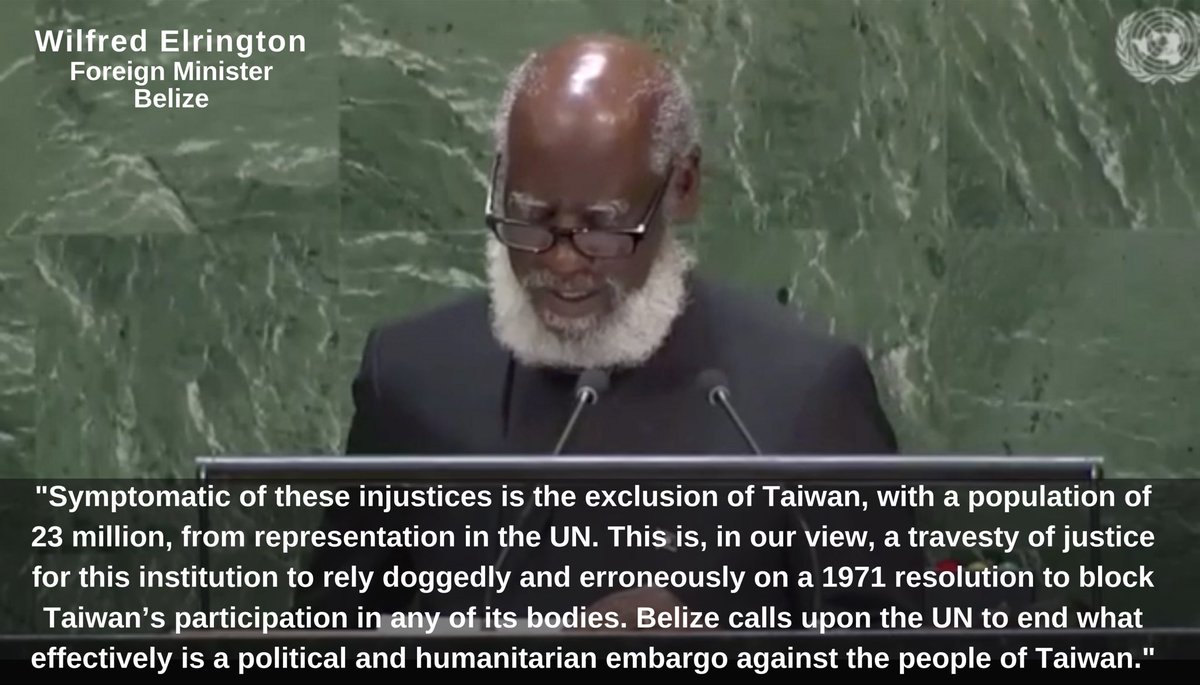 Wilfred Elrington
Foreign Minister
Belize
"Symptomatic of these injustices is the exclusion of Taiwan, with a population of
23 million, from representation in the UN. This is, in our view, a travesty of justice
for this institution to rely doggedly and erroneously on a 1971 resolution to block
Taiwan’s participation in any of its bodies. Belize calls upon the UN to end what
effectively is a political and humanitarian embargo against the people of Taiwan."